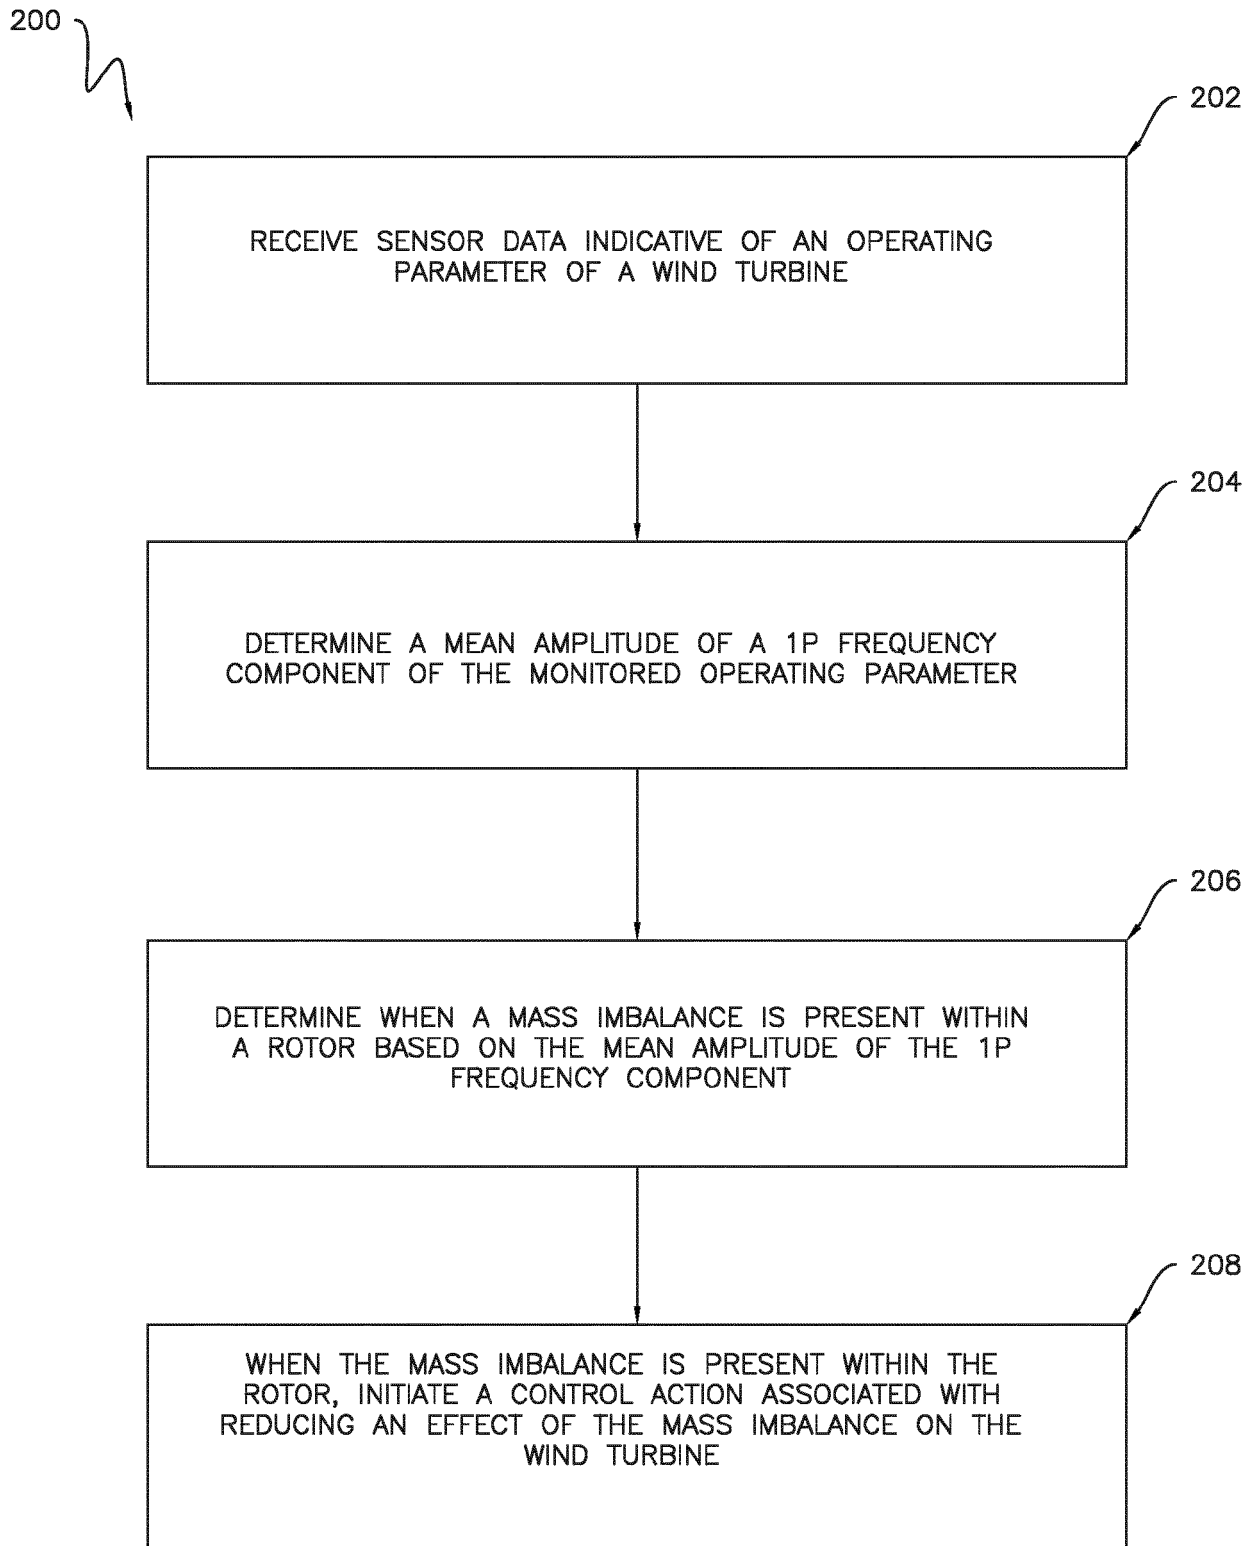 200
202
RECEIVE SENSOR DATA INDICATIVE OF AN OPERATING
PARAMETER OF A WIND TURBINE
204
DETERMINE A MEAN AMPLITUDE OF A 1P FREQUENCY
COMPONENT OF THE MONITORED OPERATING PARAMETER
206
DETERMINE WHEN A MASS IMBALANCE IS PRESENT WITHIN
A ROTOR BASED ON THE MEAN AMPLITUDE OF THE 1P
FREQUENCY COMPONENT
208
WHEN THE MASS IMBALANCE IS PRESENT WITHIN THE
ROTOR, INITIATE A CONTROL ACTION ASSOCIATED WITH
REDUCING AN EFFECT OF THE MASS IMBALANCE ON THE
WIND TURBINE